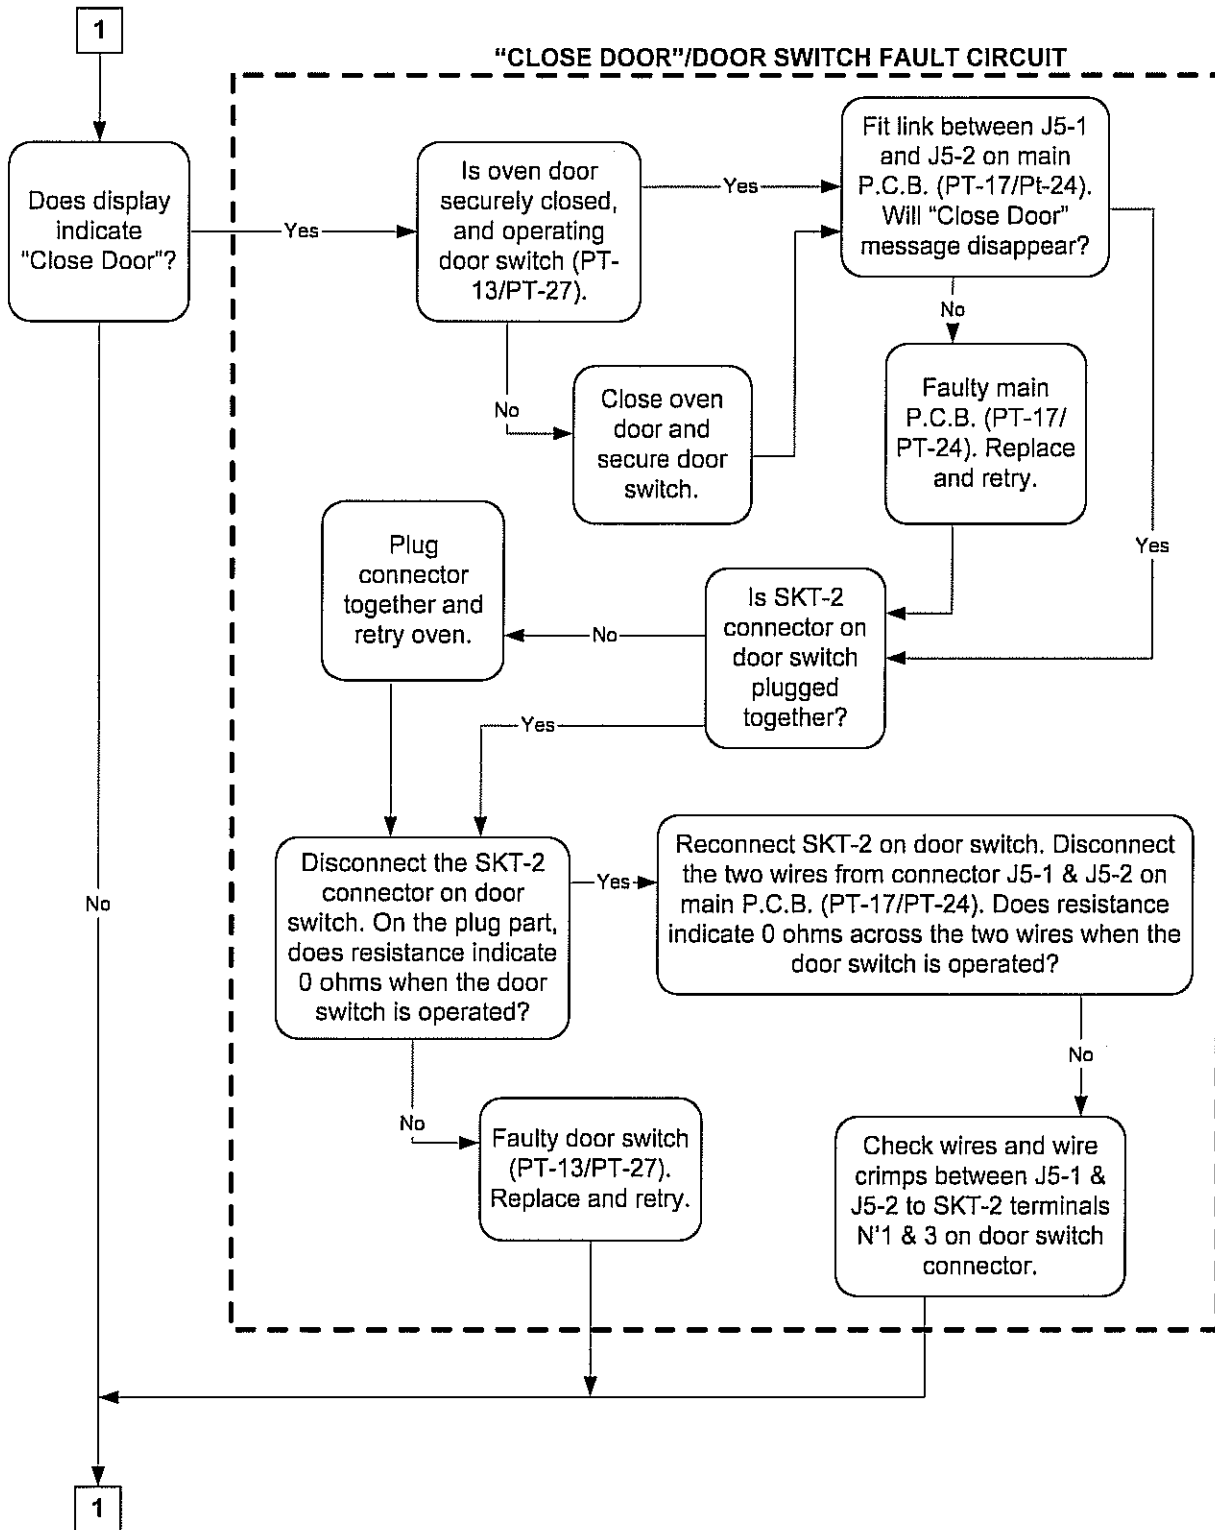 1
“CLOSE DOOR”/DOOR SWITCH FAULT CIRCUIT
Does display
indicate
"Close Door"?
Yes
Is oven door
securely closed,
and operating
door switch (PT-
13/PT-27).
Yes
Fit link between J5-1
and J5-2 on main
P.C.B. (PT-17/Pt-24).
Will “Close Door”
message disappear?
No
Close oven
door and
secure door
switch.
No
Faulty main
P.C.B. (PT-17/
PT-24). Replace
and retry.
Yes
Plug
connector
together and
retry oven.
No
Is SKT-2
connector on
door switch
plugged
together?
Yes
No
Disconnect the SKT-2
connector on door
switch. On the plug part,
does resistance indicate
0 ohms when the door
switch is operated?
Yes
Reconnect SKT-2 on door switch. Disconnect
the two wires from connector J5-1 & J5-2 on
main P.C.B. (PT-17/PT-24). Does resistance
indicate 0 ohms across the two wires when the
door switch is operated?
No
No
Faulty door switch
(PT-13/PT-27).
Replace and retry.
Check wires and wire
crimps between J5-1 &
J5-2 to SKT-2 terminals
N'1 & 3 on door switch
connector.
1